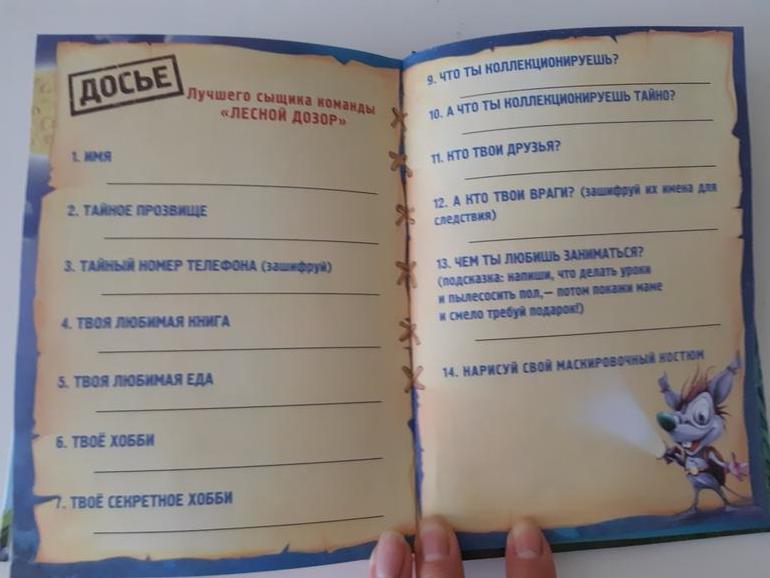 ДОСЬЕ
Лучшего сыщика команды
«ЛЕСНОЙ ДОЗОР»
1. ИМЯ
2. ТАЙНОЕ ПРОЗВИЩЕ
3. ТАЙНЫЙ НОМЕР ТЕЛЕФОНА (зашифруй)
4. ТВОЯ ЛЮБИМАЯ КНИГА
5. ТВОЯ ЛЮБИМАЯ ЕДА
6. ТВОЁ ХОББИ
7. ТВОЁ СЕКРЕТНОЕ ХОББИ
9. ЧТО ТЫ КОЛЛЕКЦИОНИРУЕШЬ?
10. А ЧТО ТЫ КОЛЛЕКЦИОНИРУЕШЬ ТАЙНО?
11. КТО ТВОИ ДРУЗЬЯ?
12. А КТО ТВОИ ВРАГИ? (зашифруй их имена для
следствия)
13. ЧЕМ ТЫ ЛЮБИШЬ ЗАНИМАТЬСЯ?
(подсказка: напиши, что делать уроки
и пылесосить пол,— потом покажи маме
и смело требуй подарок!)
14. НАРИСУЙ СВОЙ МАСКИРОВОЧНЫЙ КОСТЮМ